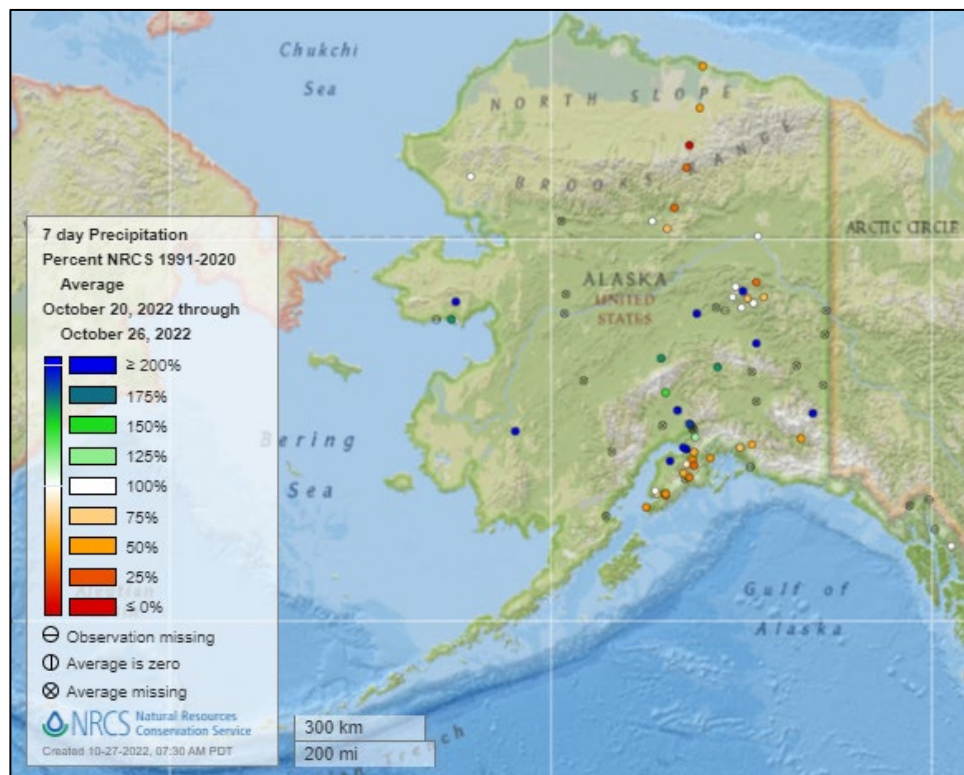 Chukchi
Sea
NORTH SLOPE
BROOKS RANGE
ARCTIC CIRCLE
ALASKA
UNITED
STATES
Bering
Sea
Gulf of
Alaska
Aleutian
Trench
7 day Precipitation
Percent NRCS 1991-2020
Average
October 20, 2022 through
October 26, 2022
≥ 200%
175%
150%
125%
100%
75%
50%
25%
≤ 0%
Observation missing
Average is zero
Average missing
NRCS Natural Resources
Conservation Service
Created 10-27-2022, 07:30 AM PDT
300 km
200 mi